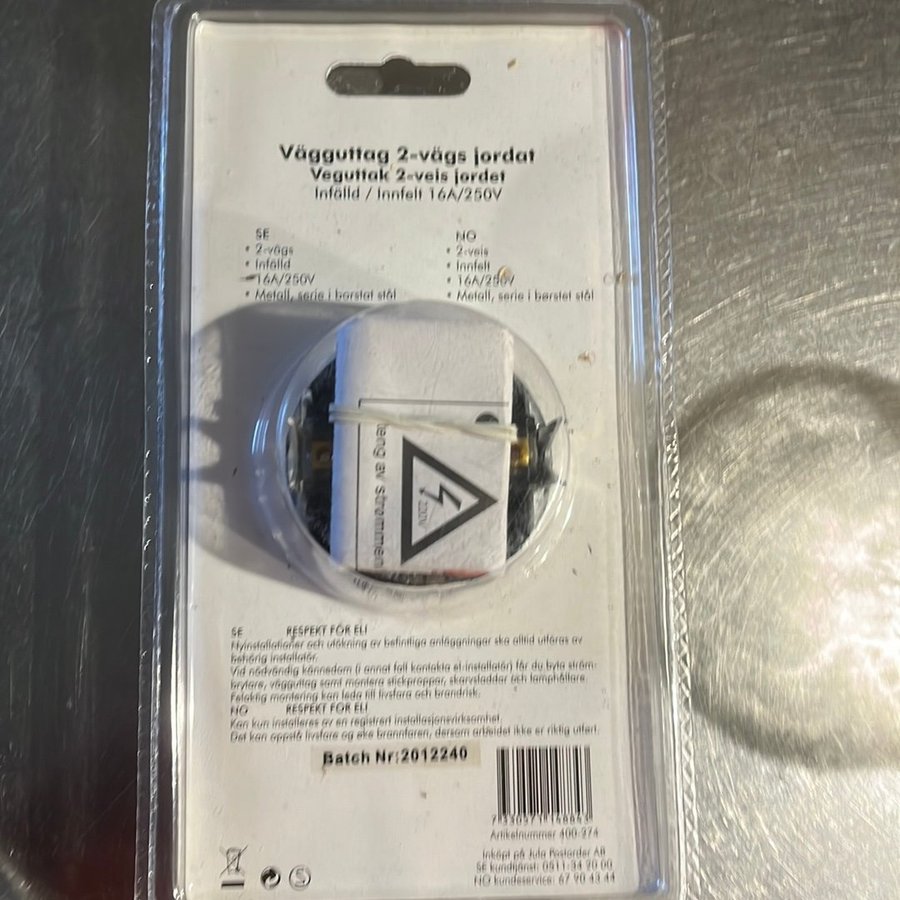 Vägguttag 2-vägs jordat
Veguttak 2-veis jordet
Infälld / Innfelt 16A/250V
SE
• 2-vägs
• Infälld
• 16A/250V
• Metall, serie i borstat stål
NO
• 2-veis
• Innfelt
• 16A/250V
• Metall, serie i børstet stål
av strømmen
220V
SE RESPEKT FÖR EL!
Nyinstallationer och utökning av befintliga anläggningar ska alltid utföras av
behörig installatör.
Vid nödvändig kännedom (i annat fall kontakta el-installatör) får du byta ström-
brytare, vägguttag samt montera stickproppar, skarvsladdar och lamphållare.
Felaktig montering kan leda till livsfara och brandrisk.
NO RESPEKT FÖR EL!
Kan kun installeres av en registrert installasjonsvirksomhet.
Det kan oppstå livsfare og øke brannfaren, dersom arbeidet ikke er riktig utført.
Batch Nr:2012240
Artikelnummer 400-274
Inköpt på Jula Postorder AB
SE kundtjänst: 0511-34 20 00
NO kundeservice: 67 90 43 44